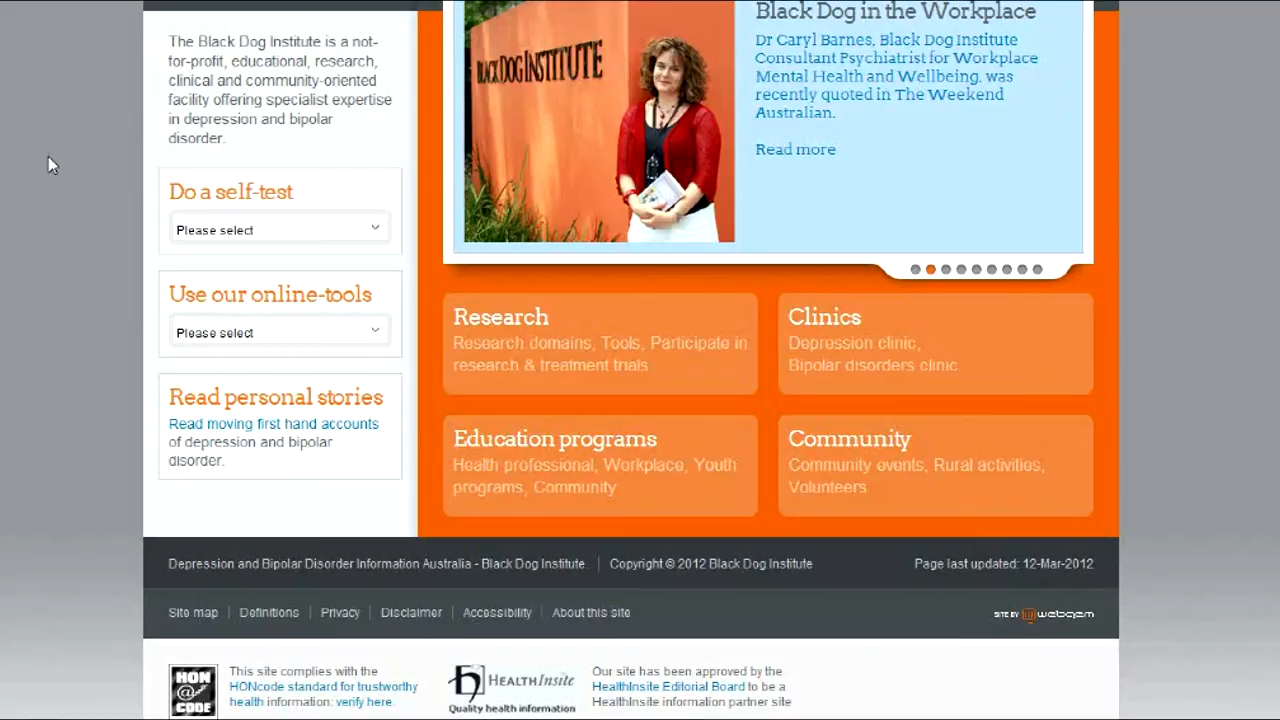 The Black Dog Institute is a not-
for-profit, educational, research,
clinical and community-oriented
facility offering specialist expertise
in depression and bipolar
disorder.
Do a self-test
Please select
Use our online-tools
Please select
Read personal stories
Read moving first hand accounts
of depression and bipolar
disorder.
BLACK DOG INSTITUTE
Black Dog in the Workplace
Dr Caryl Barnes, Black Dog Institute
Consultant Psychiatrist for Workplace
Mental Health and Wellbeing, was
recently quoted in The Weekend
Australian.
Read more
Research
Research domains, Tools, Participate in
research & treatment trials
Clinics
Depression clinic,
Bipolar disorders clinic
Education programs
Health professional, Workplace, Youth
programs, Community
Community
Community events, Rural activities,
Volunteers
Depression and Bipolar Disorder Information Australia - Black Dog Institute | Copyright © 2012 Black Dog Institute
Page last updated: 12-Mar-2012
Site map | Definitions | Privacy | Disclaimer | Accessibility | About this site
SITE BY webqem
HON
@
CODE
This site complies with the
HONcode standard for trustworthy
health information: verify here.
HEALTHInsite
Quality health information
Our site has been approved by the
HealthInsite Editorial Board to be a
HealthInsite information partner site